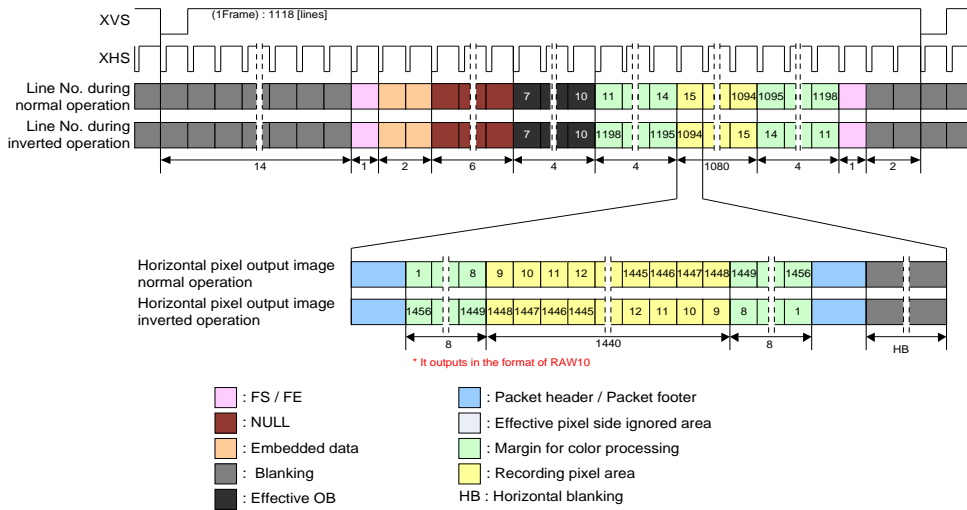 XVS
(1Frame) : 1118 [lines]
XHS
Line No. during
normal operation
7 10 11 14 15 1094 1095 1198
Line No. during
inverted operation
7 10 1198 1195 1094 15 14 11
14 1 2 6 4 4 1080 4 1 2
Horizontal pixel output image
normal operation
1 8 9 10 11 12 1445 1446 1447 1448 1449 1456
Horizontal pixel output image
inverted operation
1456 1449 1448 1447 1446 1445 12 11 10 9 8 1
8 1440 8 HB
* It outputs in the format of RAW10
: FS / FE
: NULL
: Embedded data
: Blanking
: Effective OB
: Packet header / Packet footer
: Effective pixel side ignored area
: Margin for color processing
: Recording pixel area
HB : Horizontal blanking